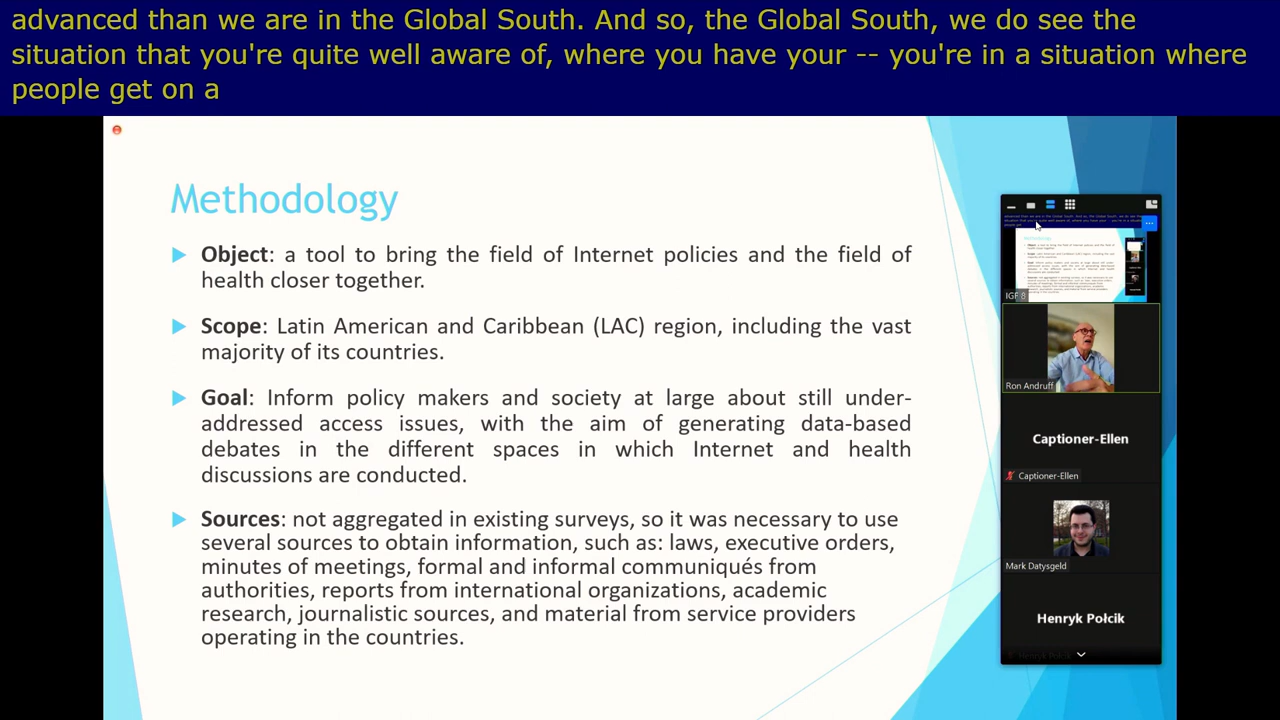 advanced than we are in the Global South. And so, the Global South, we do see the
situation that you're quite well aware of, where you have your -- you're in a situation where
people get on a
Methodology
Object: a tool to bring the field of Internet policies and the field of
health closer together.
Scope: Latin American and Caribbean (LAC) region, including the vast
majority of its countries.
Goal: Inform policy makers and society at large about still under-
addressed access issues, with the aim of generating data-based
debates in the different spaces in which Internet and health
discussions are conducted.
Sources: not aggregated in existing surveys, so it was necessary to use
several sources to obtain information, such as: laws, executive orders,
minutes of meetings, formal and informal communiqués from
authorities, reports from international organizations, academic
research, journalistic sources, and material from service providers
operating in the countries.
IGF 8
Ron Andruff
Captioner-Ellen
Captioner-Ellen
Mark Datysgeld
Henryk Połcik
Henryk Połcik